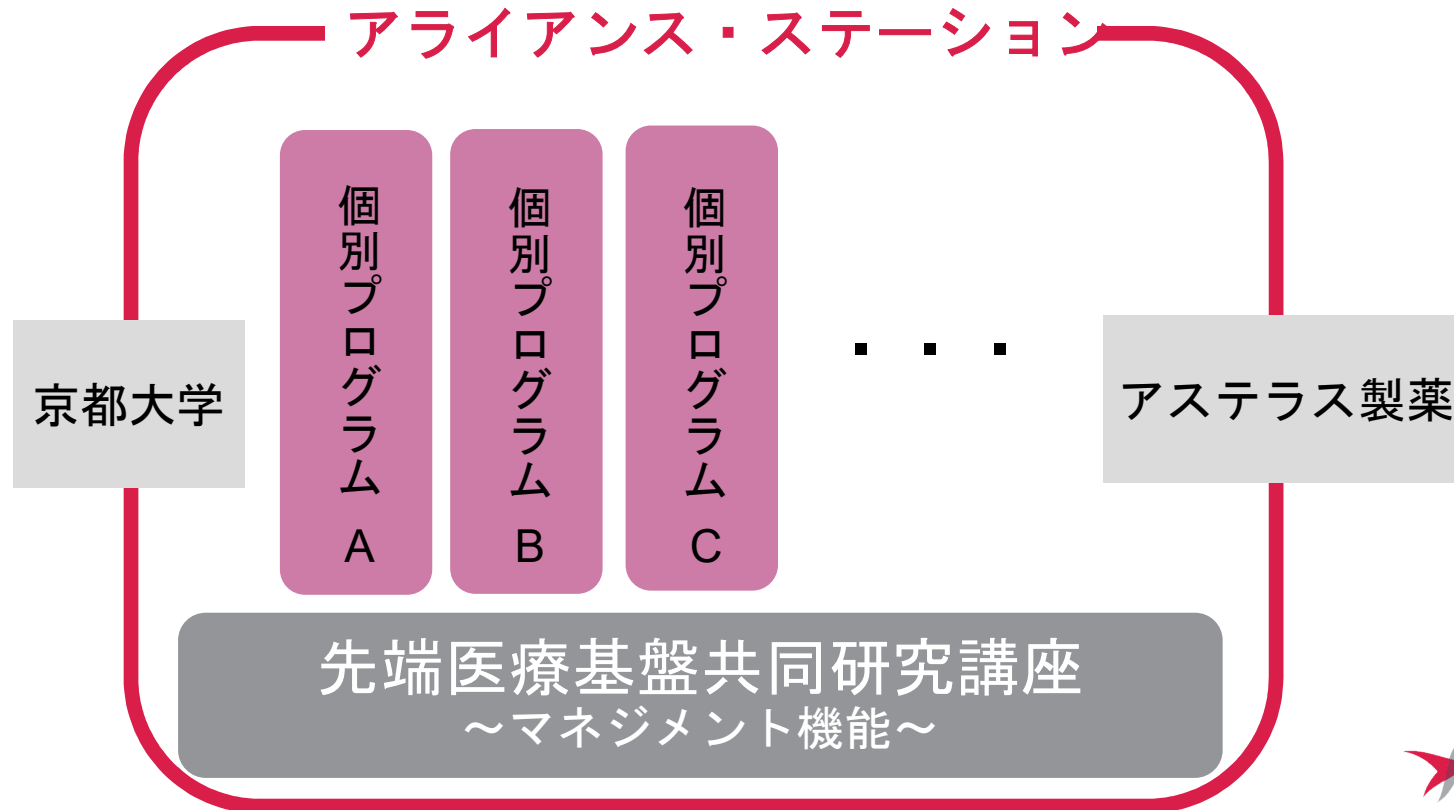 アライアンス・ステーション
個別プログラム A
個別プログラム B
個別プログラム C
・・・
京都大学
アステラス製薬
先端医療基盤共同研究講座
～マネジメント機能～